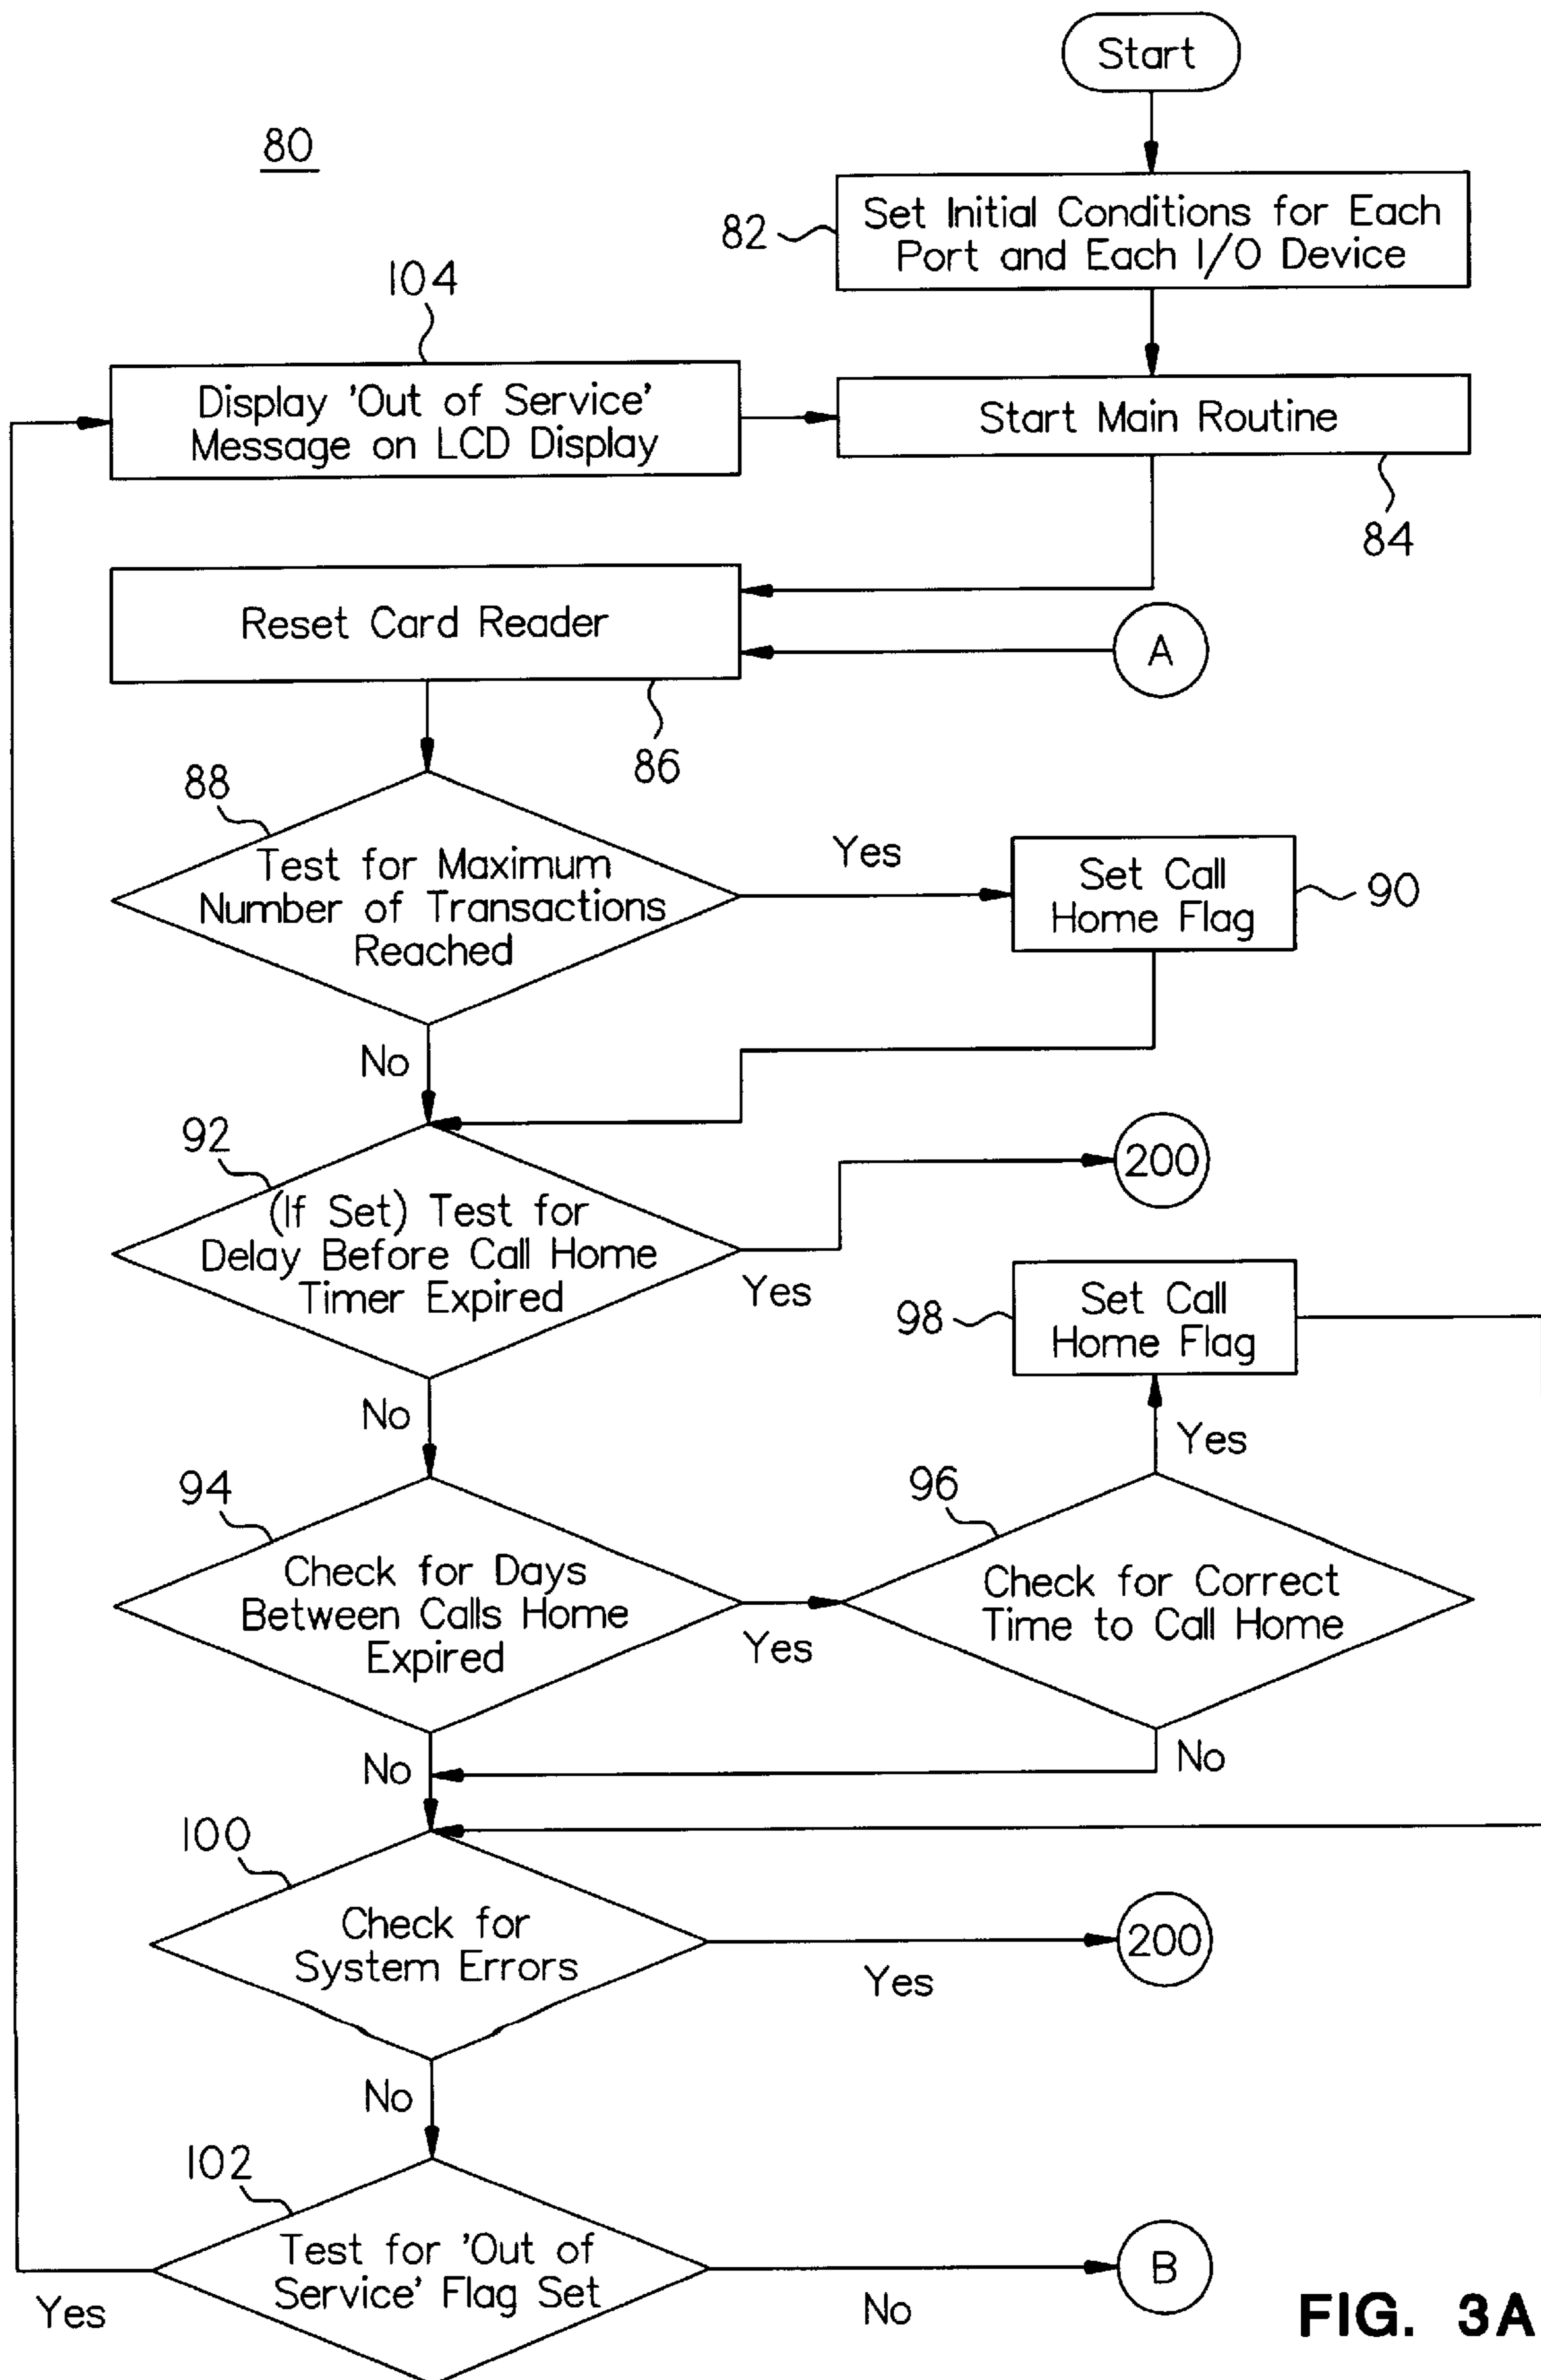 Start
80
82
Set Initial Conditions for Each
Port and Each I/O Device
104
Display 'Out of Service'
Message on LCD Display
Start Main Routine
84
Reset Card Reader
A
86
88
Test for Maximum
Number of Transactions
Reached
Yes
Set Call
Home Flag
90
No
92
(If Set) Test for
Delay Before Call Home
Timer Expired
Yes
200
98
Set Call
Home Flag
No
Yes
94
Check for Days
Between Calls Home
Expired
Yes
96
Check for Correct
Time to Call Home
No
No
100
Check for
System Errors
Yes
200
No
102
Test for 'Out of
Service' Flag Set
Yes
No
B
FIG. 3A